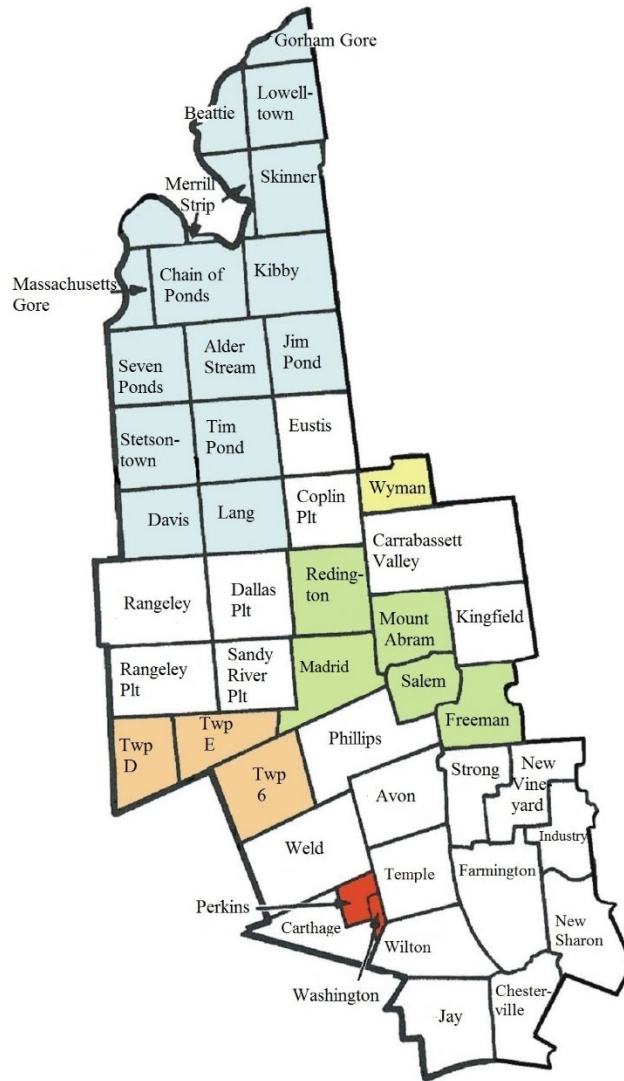 Gorham Gore
Beattie
Lowell-
town
Merrill
Strip
Skinner
Massachusetts
Gore
Chain of
Ponds
Kibby
Seven
Ponds
Alder
Stream
Jim
Pond
Stetson-
town
Tim
Pond
Eustis
Davis
Lang
Coplin
Plt
Wyman
Carrabassett
Valley
Rangeley
Dallas
Plt
Reding-
ton
Mount
Abram
Kingfield
Rangeley
Plt
Sandy
River
Plt
Madrid
Salem
Freeman
Twp
D
Twp
E
Twp
6
Phillips
Strong
New
Vine-
yard
Avon
Industry
Weld
Temple
Farmington
Perkins
Carthage
Wilton
New
Sharon
Washington
Jay
Chester-
ville